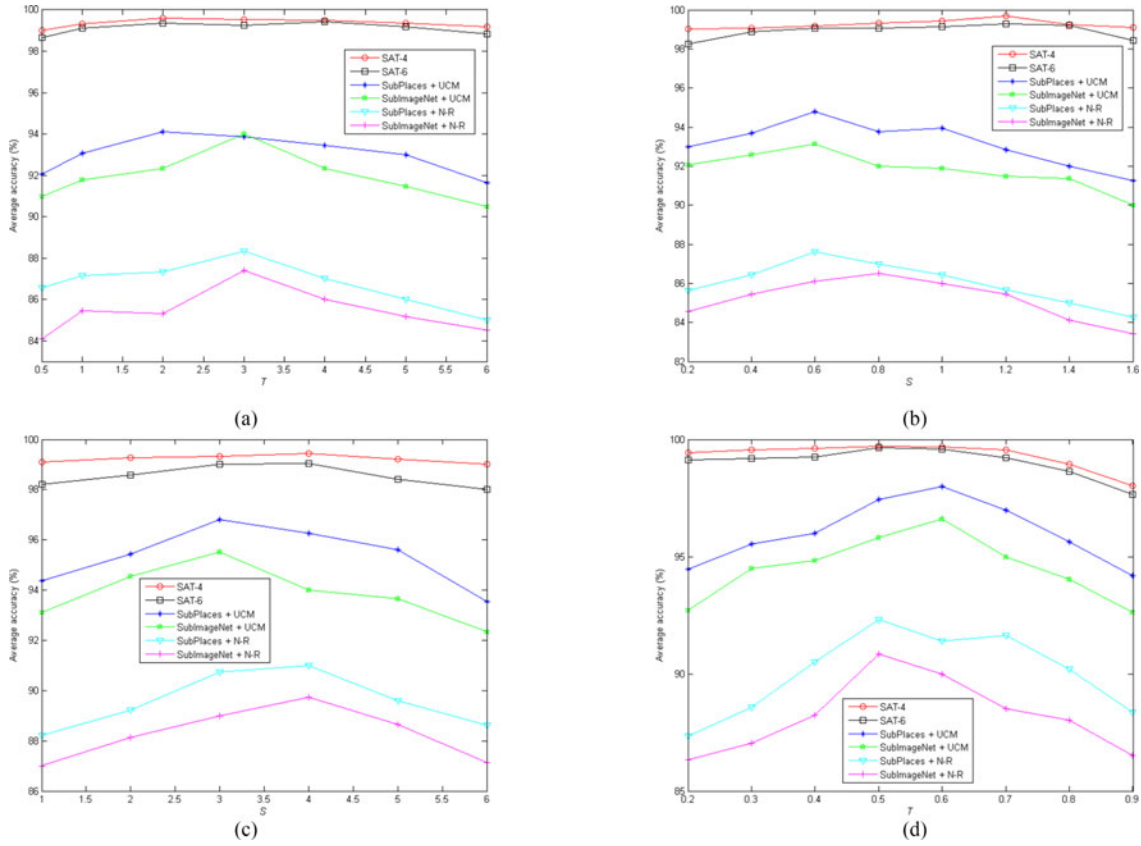 100
98
96
94
92
90
88
86
84
0.5 1 1.5 2 2.5 3 3.5 4 4.5 5 5.5 6
T
Average accuracy (%)
SAT-4
SAT-6
SubPlaces + UCM
SubImageNet + UCM
SubPlaces + N-R
SubImageNet + N-R
(a)
100
98
96
94
92
90
88
86
84
82
0.2 0.4 0.6 0.8 1 1.2 1.4 1.6
S
Average accuracy (%)
SAT-4
SAT-6
SubPlaces + UCM
SubImageNet + UCM
SubPlaces + N-R
SubImageNet + N-R
(b)
100
98
96
94
92
90
88
86
1 1.5 2 2.5 3 3.5 4 4.5 5 5.5 6
S
Average accuracy (%)
SAT-4
SAT-6
SubPlaces + UCM
SubImageNet + UCM
SubPlaces + N-R
SubImageNet + N-R
(c)
100
95
90
85
0.2 0.3 0.4 0.5 0.6 0.7 0.8 0.9
T
Average accuracy (%)
SAT-4
SAT-6
SubPlaces + UCM
SubImageNet + UCM
SubPlaces + N-R
SubImageNet + N-R
(d)